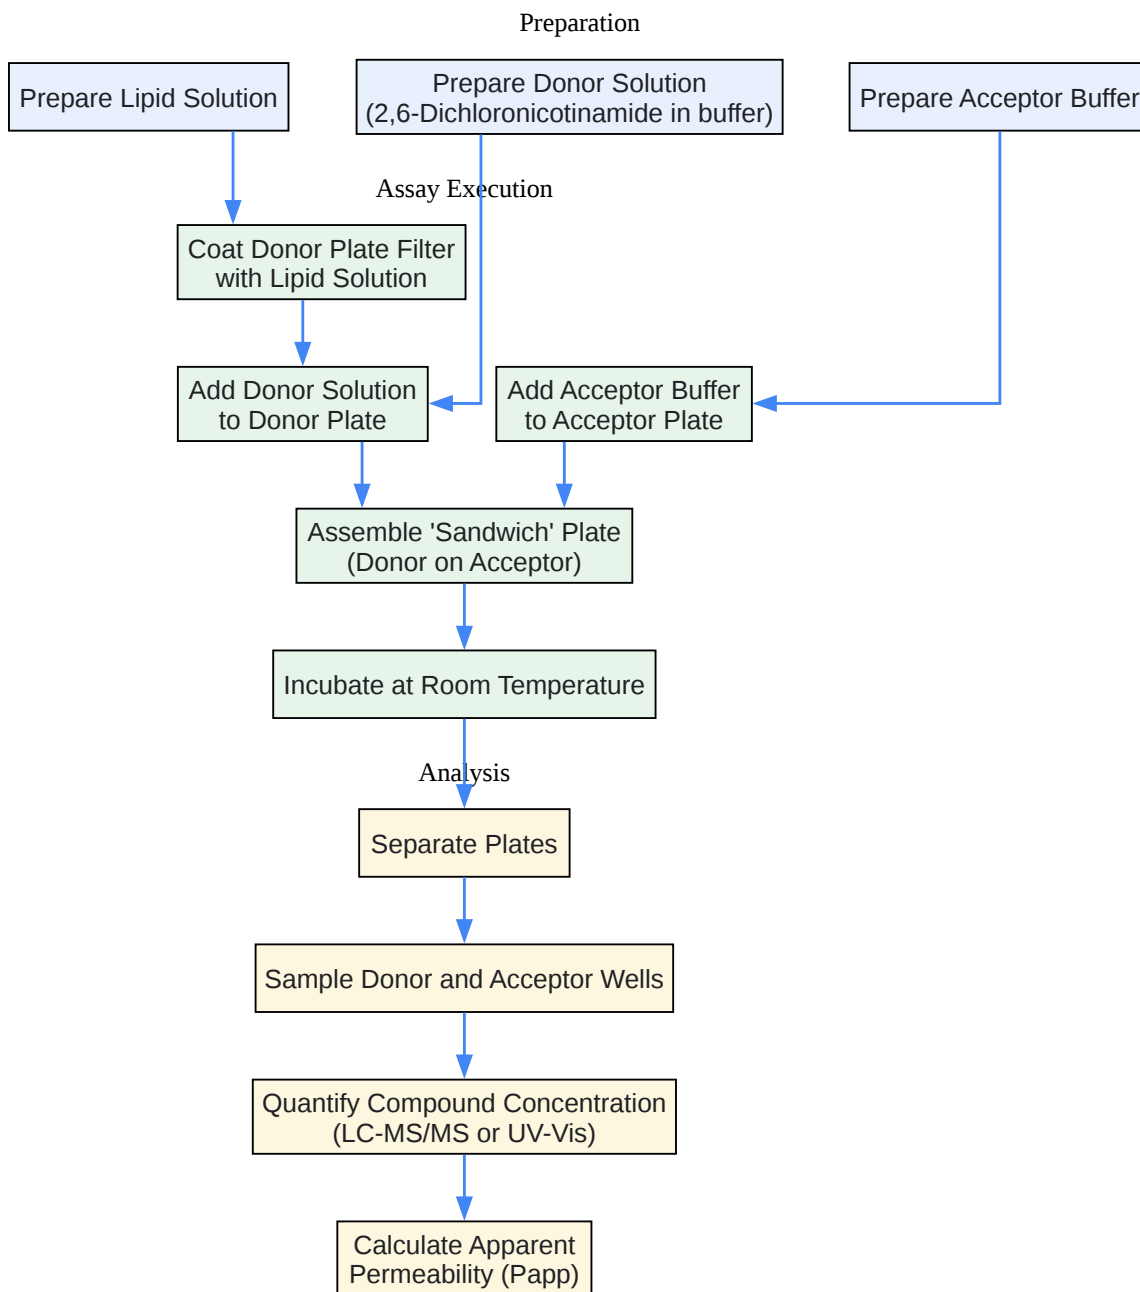 Preparation
Prepare Lipid Solution
Prepare Donor Solution
(2,6-Dichloronicotinamide in buffer)
Prepare Acceptor Buffer
Assay Execution
Coat Donor Plate Filter
with Lipid Solution
Add Donor Solution
to Donor Plate
Add Acceptor Buffer
to Acceptor Plate
Assemble 'Sandwich' Plate
(Donor on Acceptor)
Incubate at Room Temperature
Analysis
Separate Plates
Sample Donor and Acceptor Wells
Quantify Compound Concentration
(LC-MS/MS or UV-Vis)
Calculate Apparent
Permeability (Papp)